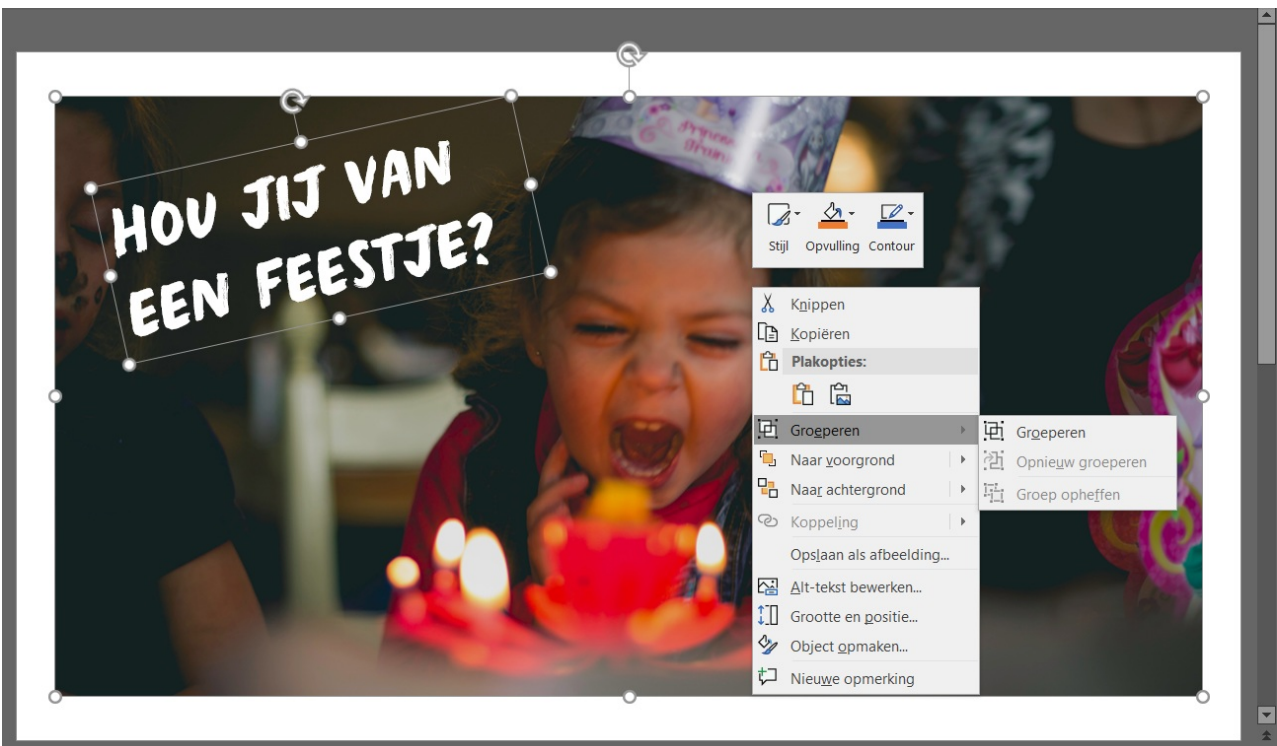 HOU JIJ VAN
EEN FEESTJE?
Princess
Stijl Opvulling Contour
Knippen
Kopiëren
Plakopties:
Groeperen
Naar voorgrond
Naar achtergrond
Koppeling
Opslaan als afbeelding...
Alt-tekst bewerken...
Grootte en positie...
Object opmaken...
Nieuwe opmerking
Groeperen
Opnieuw groeperen
Groep opheffen